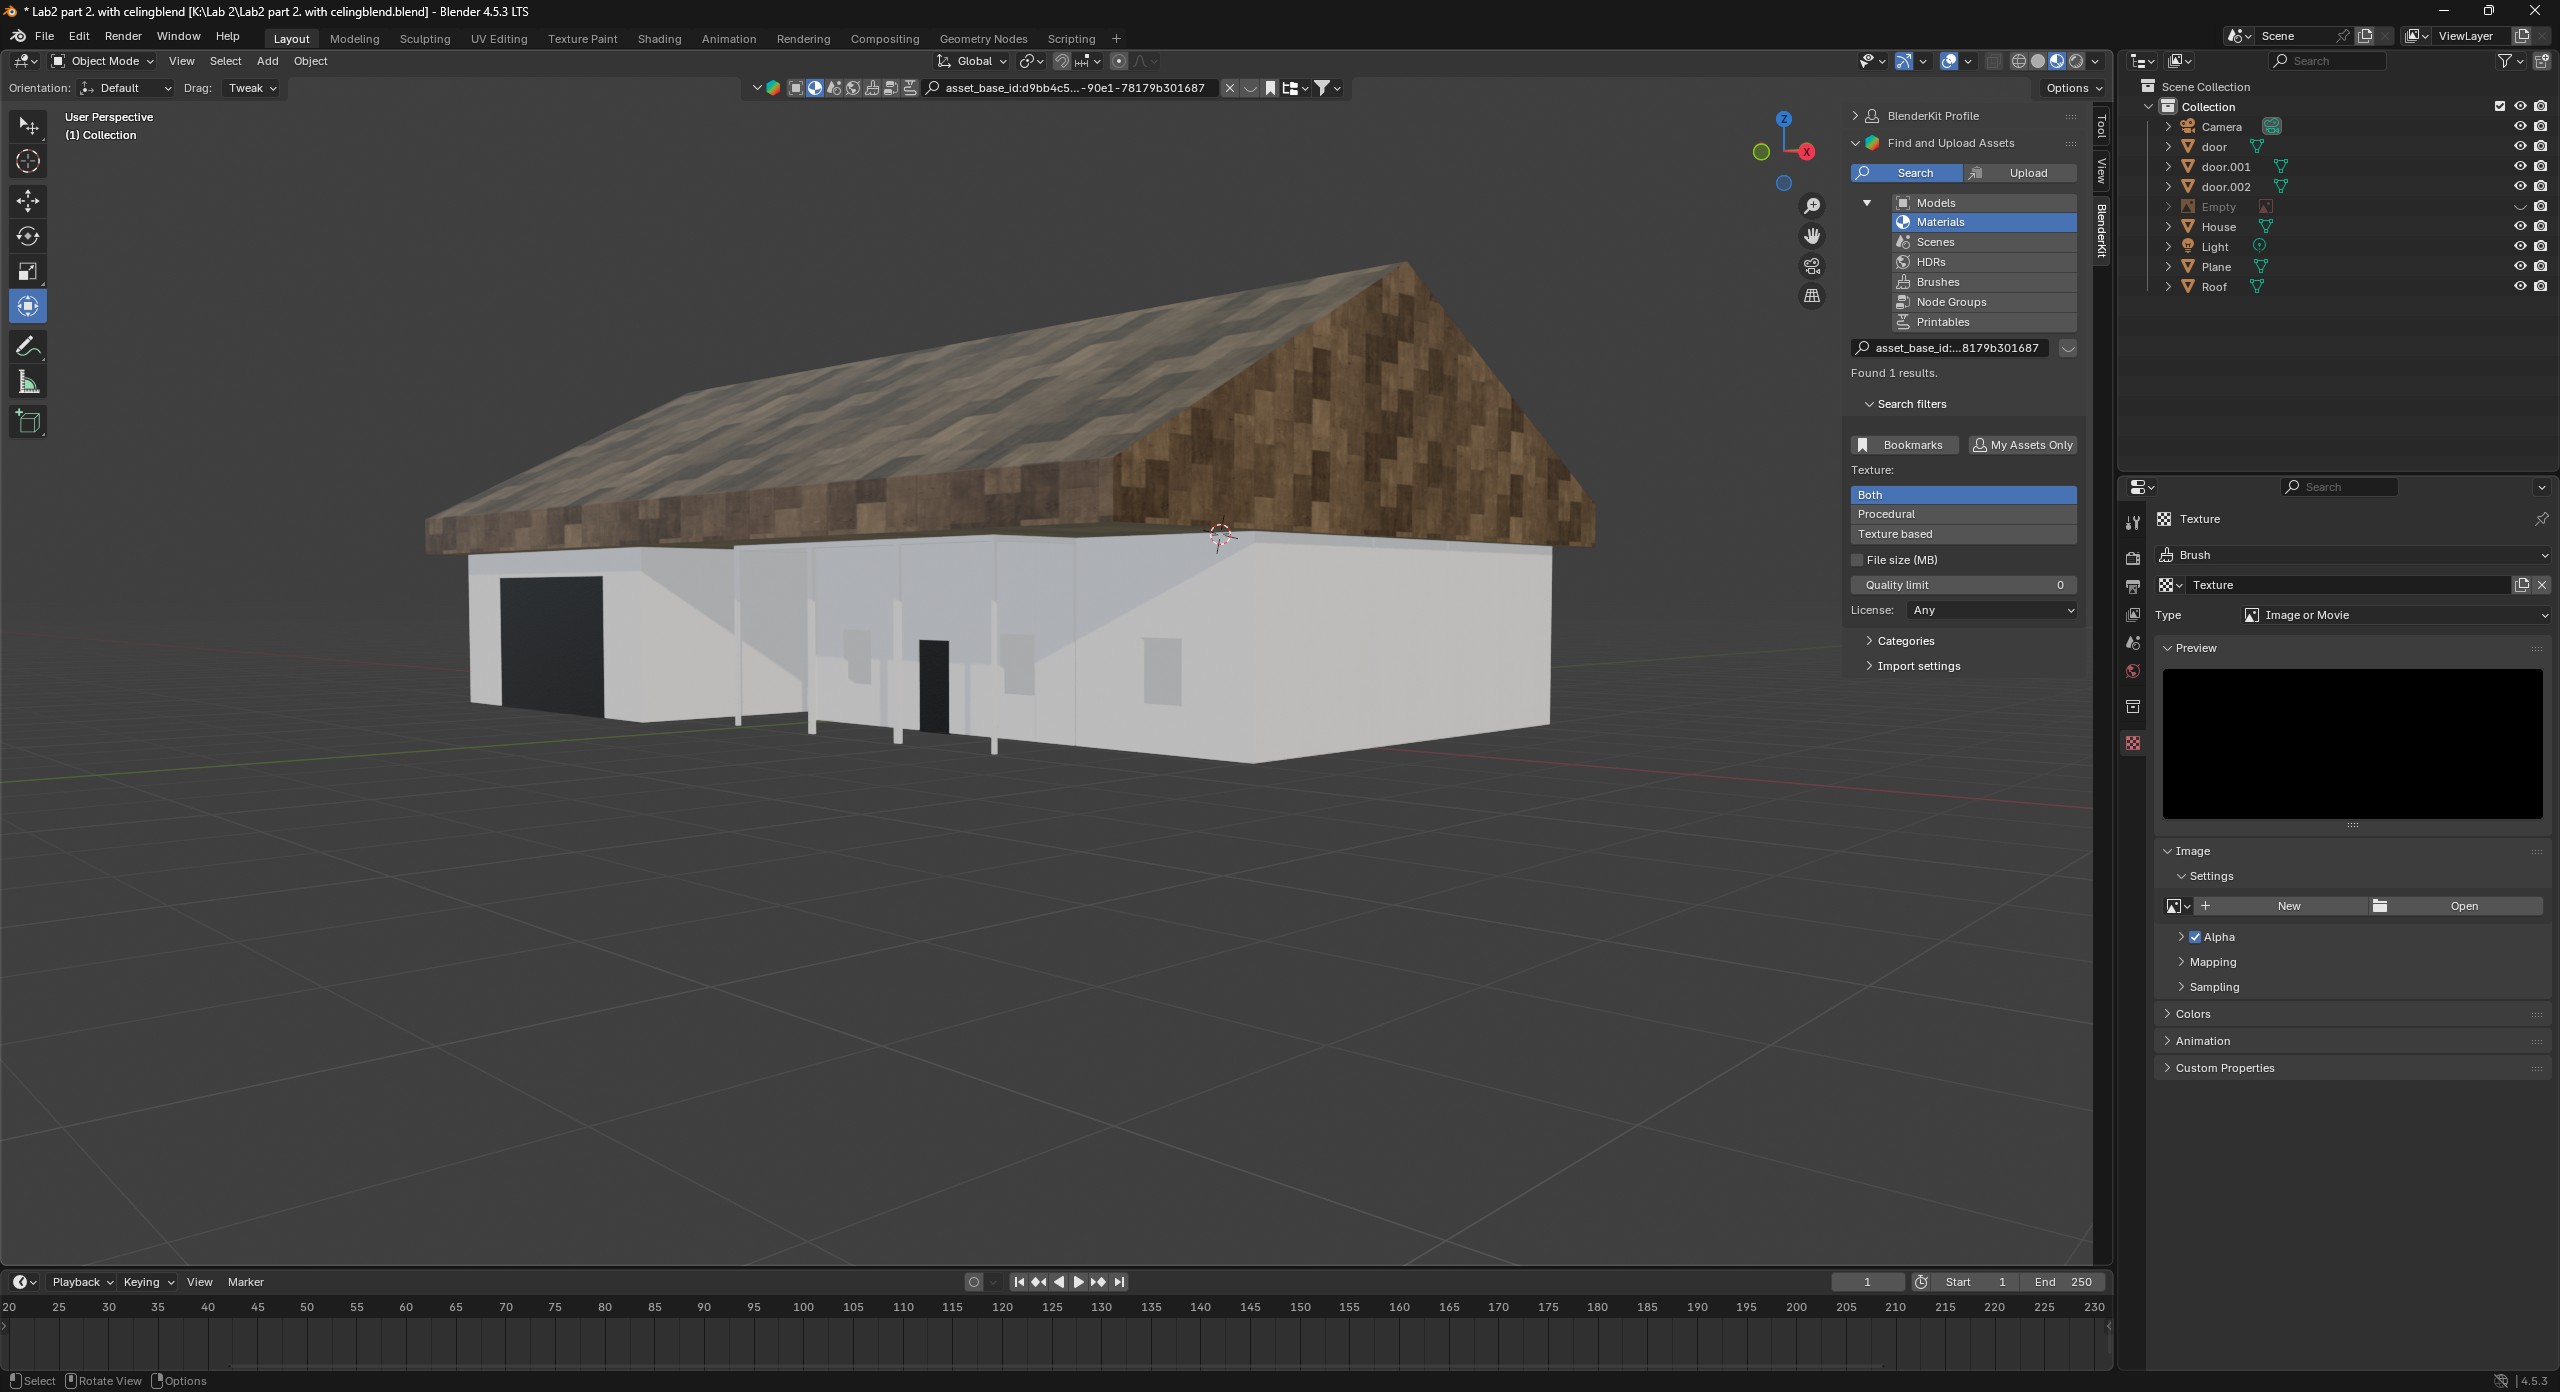 * Lab2 part 2. with celingblend [K:\Lab 2\Lab2 part 2. with celingblend.blend] - Blender 4.5.3 LTS
File Edit Render Window Help Layout Modeling Sculpting UV Editing Texture Paint Shading Animation Rendering Compositing Geometry Nodes Scripting + Scene ViewLayer
Object Mode View Select Add Object Global
Orientation: Default Drag: Tweak asset_base_id:d9bb4c5...-90e1-78179b301687 Options
User Perspective
(1) Collection
Z
X
BlenderKit Profile
Find and Upload Assets
Search Upload
Models
Materials
Scenes
HDRs
Brushes
Node Groups
Printables
asset_base_id:...8179b301687
Found 1 results.
Search filters
Bookmarks My Assets Only
Texture:
Both
Procedural
Texture based
File size (MB)
Quality limit 0
License: Any
Categories
Import settings
Tool
View
BlenderKit
Search
Scene Collection
Collection
Camera
door
door.001
door.002
Empty
House
Light
Plane
Roof
Search
Texture
Brush
Texture
Type Image or Movie
Preview
Image
Settings
New Open
Alpha
Mapping
Sampling
Colors
Animation
Custom Properties
Playback Keying View Marker 1 Start 1 End 250
20 25 30 35 40 45 50 55 60 65 70 75 80 85 90 95 100 105 110 115 120 125 130 135 140 145 150 155 160 165 170 175 180 185 190 195 200 205 210 215 220 225 230
Select Rotate View Options 4.5.3